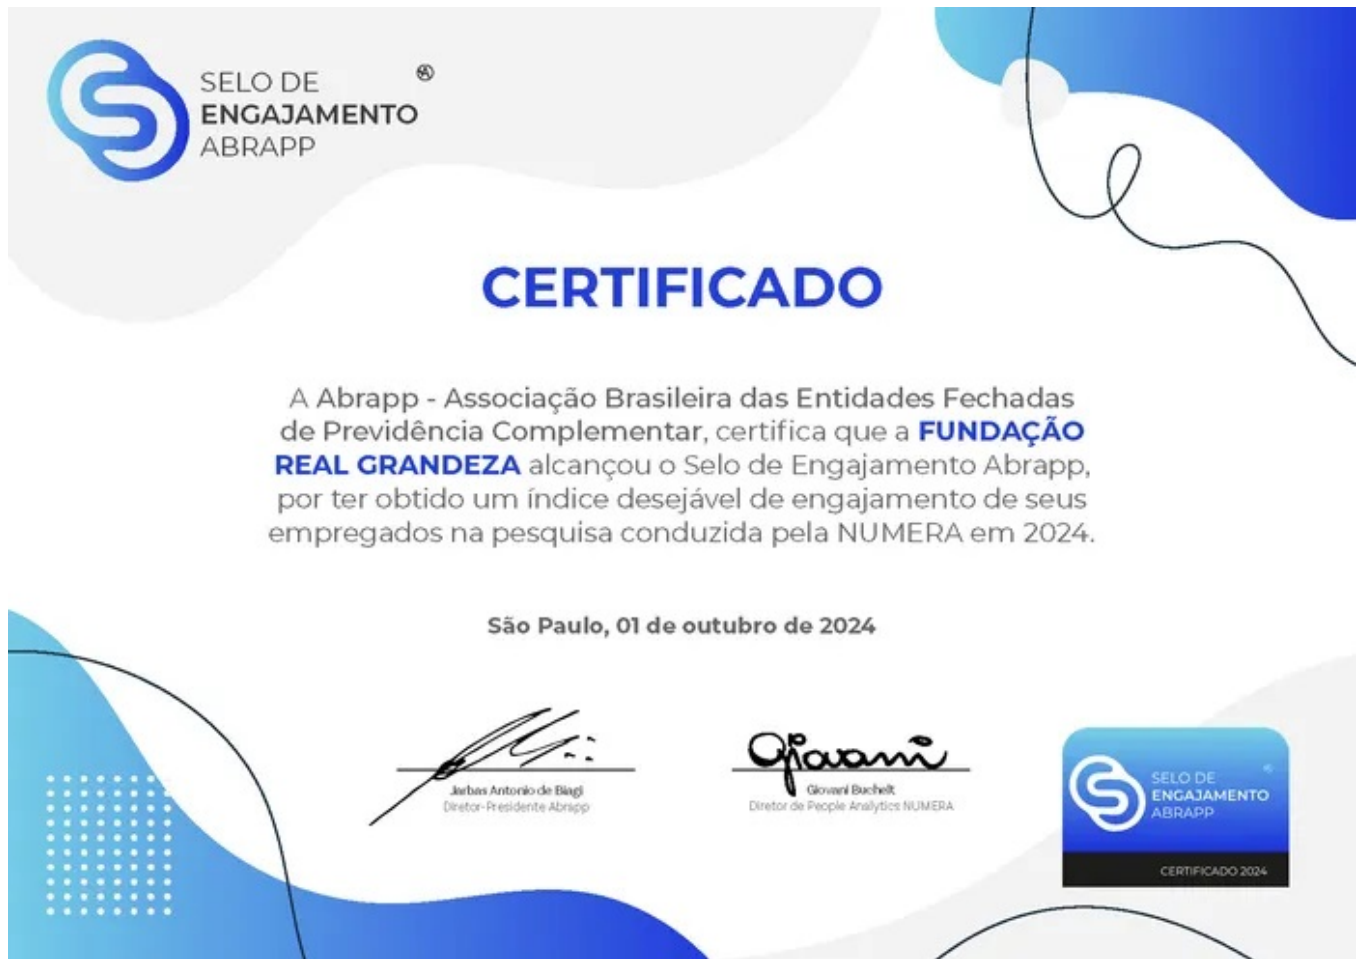 SELO DE
ENGAJAMENTO
ABRAPP
®
CERTIFICADO
A Abrapp - Associação Brasileira das Entidades Fechadas
de Previdência Complementar, certifica que a FUNDAÇÃO
REAL GRANDEZA alcançou o Selo de Engajamento Abrapp,
por ter obtido um índice desejável de engajamento de seus
empregados na pesquisa conduzida pela NUMERA em 2024.
São Paulo, 01 de outubro de 2024
Jarbas Antonio de Biagi
Diretor-Presidente Abrapp
Giovani
Giovani Buchelt
Diretor de People Analytics NUMERA
SELO DE
ENGAJAMENTO
ABRAPP
CERTIFICADO 2024